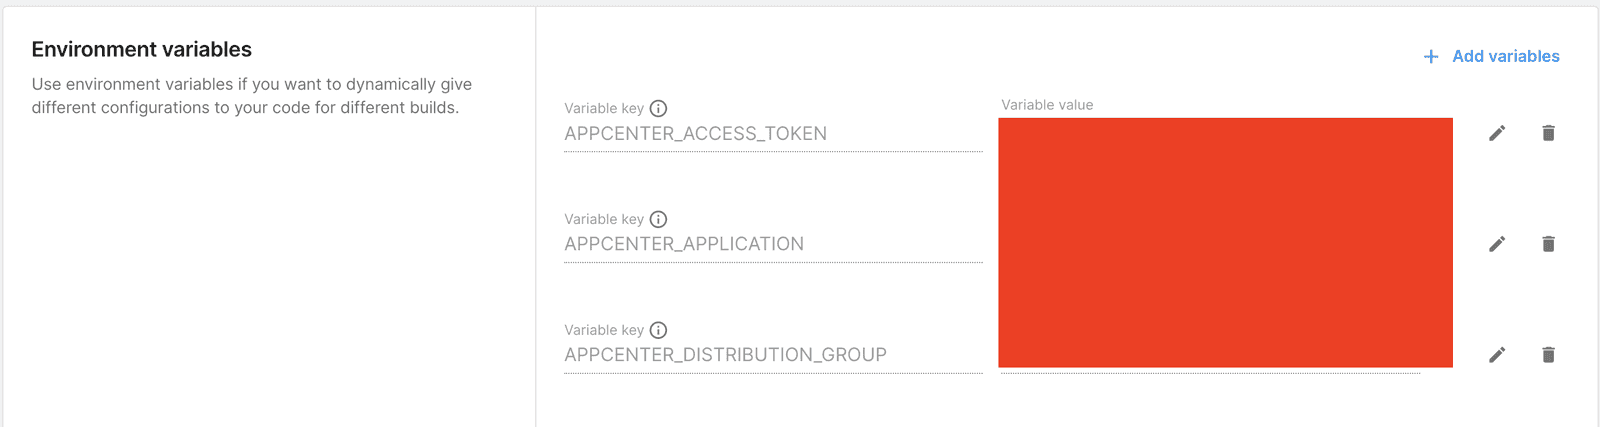 Environment variables
Use environment variables if you want to dynamically give
different configurations to your code for different builds.
+ Add variables
Variable key
Variable value
APPCENTER_ACCESS_TOKEN
Variable key
APPCENTER_APPLICATION
Variable key
APPCENTER_DISTRIBUTION_GROUP